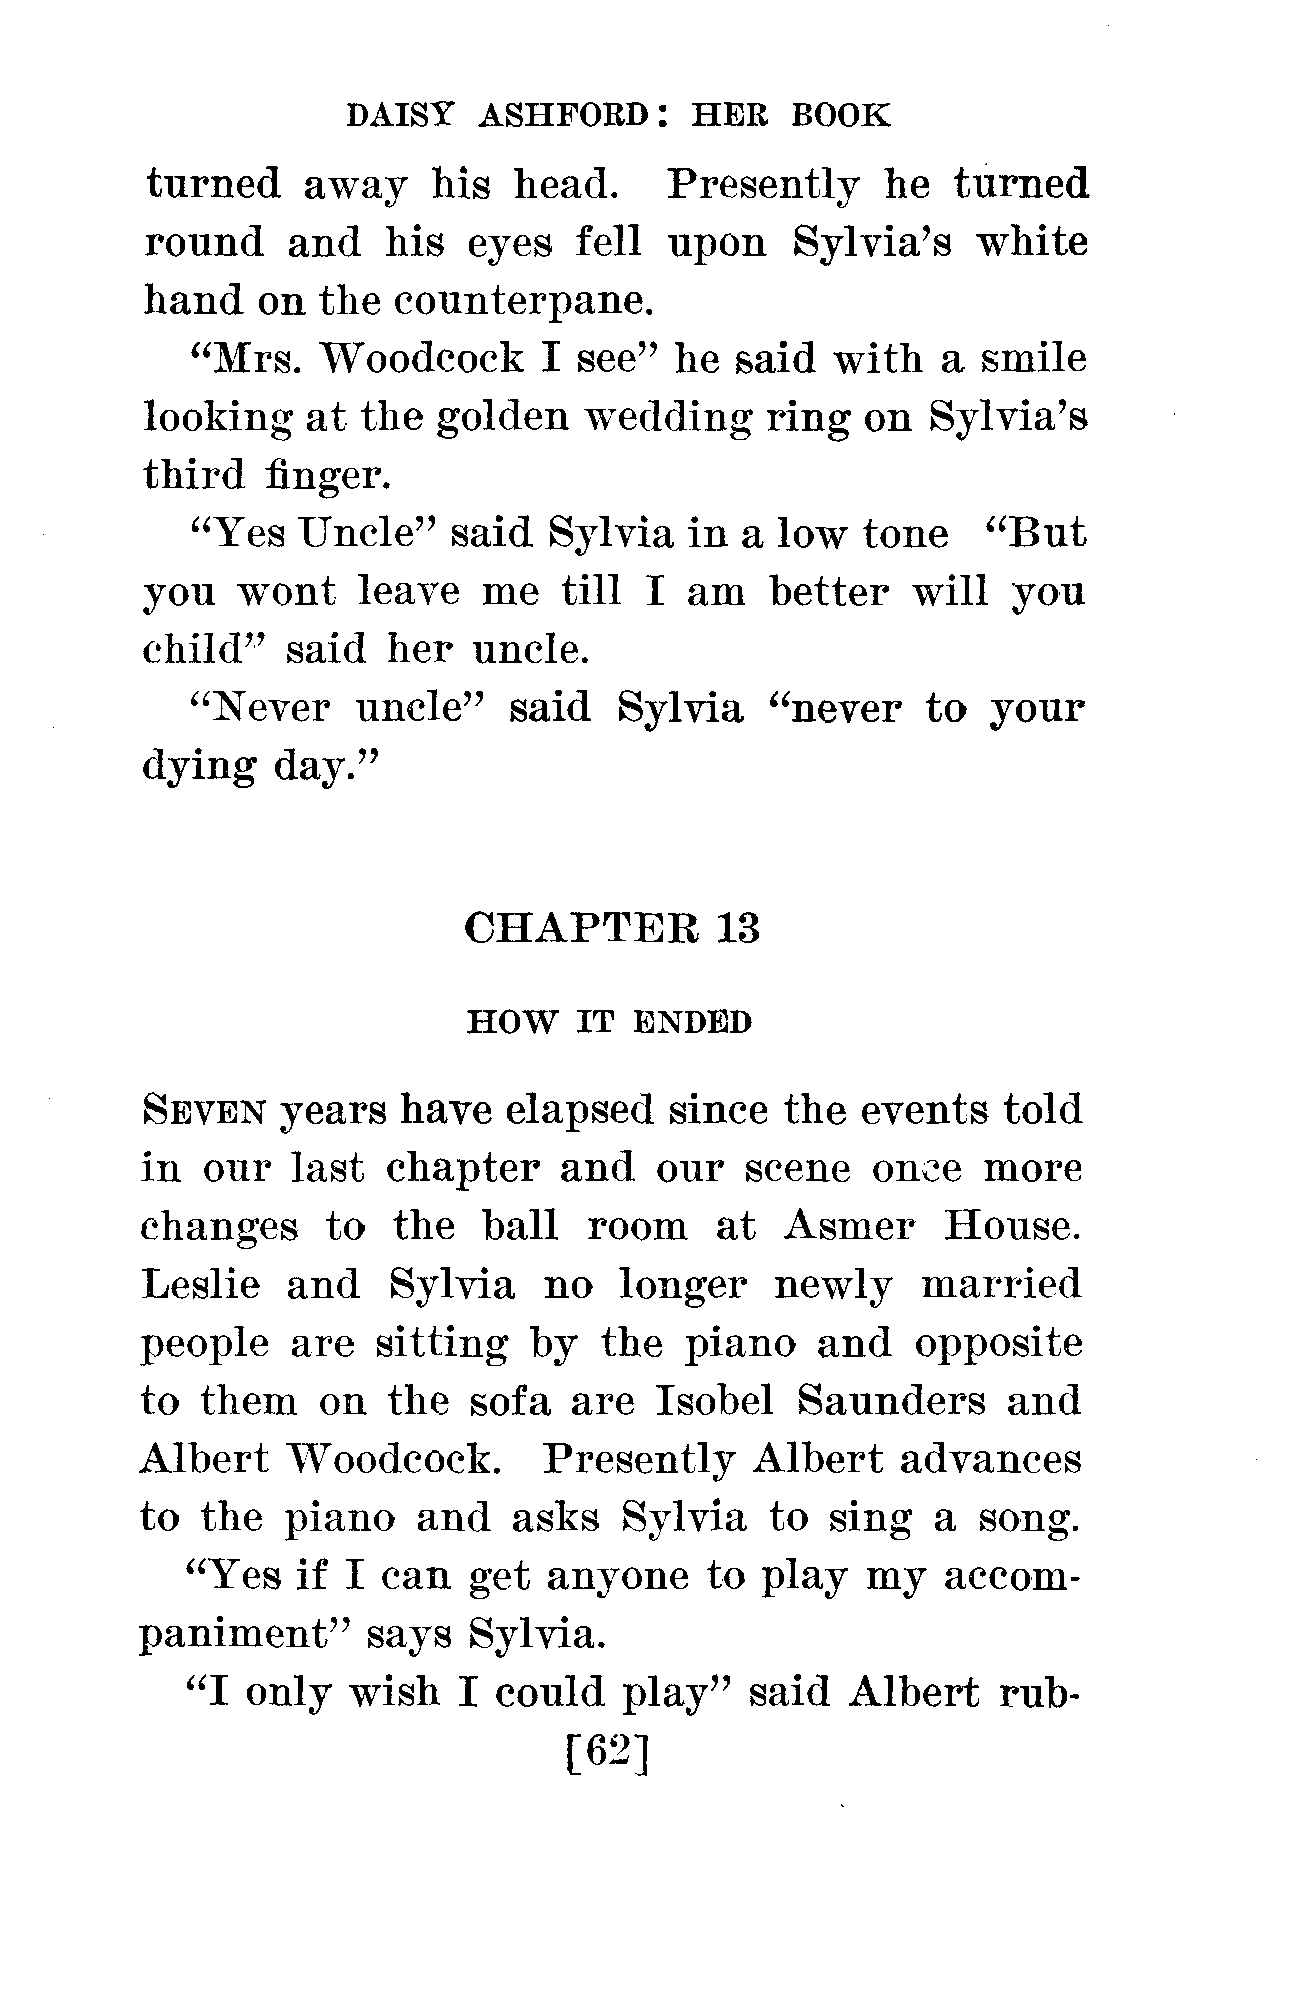 DAISY ASHFORD: HER BOOK
turned away his head. Presently he turned
round and his eyes fell upon Sylvia's white
hand on the counterpane.
"Mrs. Woodcock I see" he said with a smile
looking at the golden wedding ring on Sylvia's
third finger.
"Yes Uncle" said Sylvia in a low tone "But
you wont leave me till I am better will you
child" said her uncle.
"Never uncle" said Sylvia "never to your
dying day."
CHAPTER 13
HOW IT ENDED
SEVEN years have elapsed since the events told
in our last chapter and our scene once more
changes to the ball room at Asmer House.
Leslie and Sylvia no longer newly married
people are sitting by the piano and opposite
to them on the sofa are Isobel Saunders and
Albert Woodcock. Presently Albert advances
to the piano and asks Sylvia to sing a song.
"Yes if I can get anyone to play my accom-
paniment" says Sylvia.
"I only wish I could play" said Albert rub-
[62]